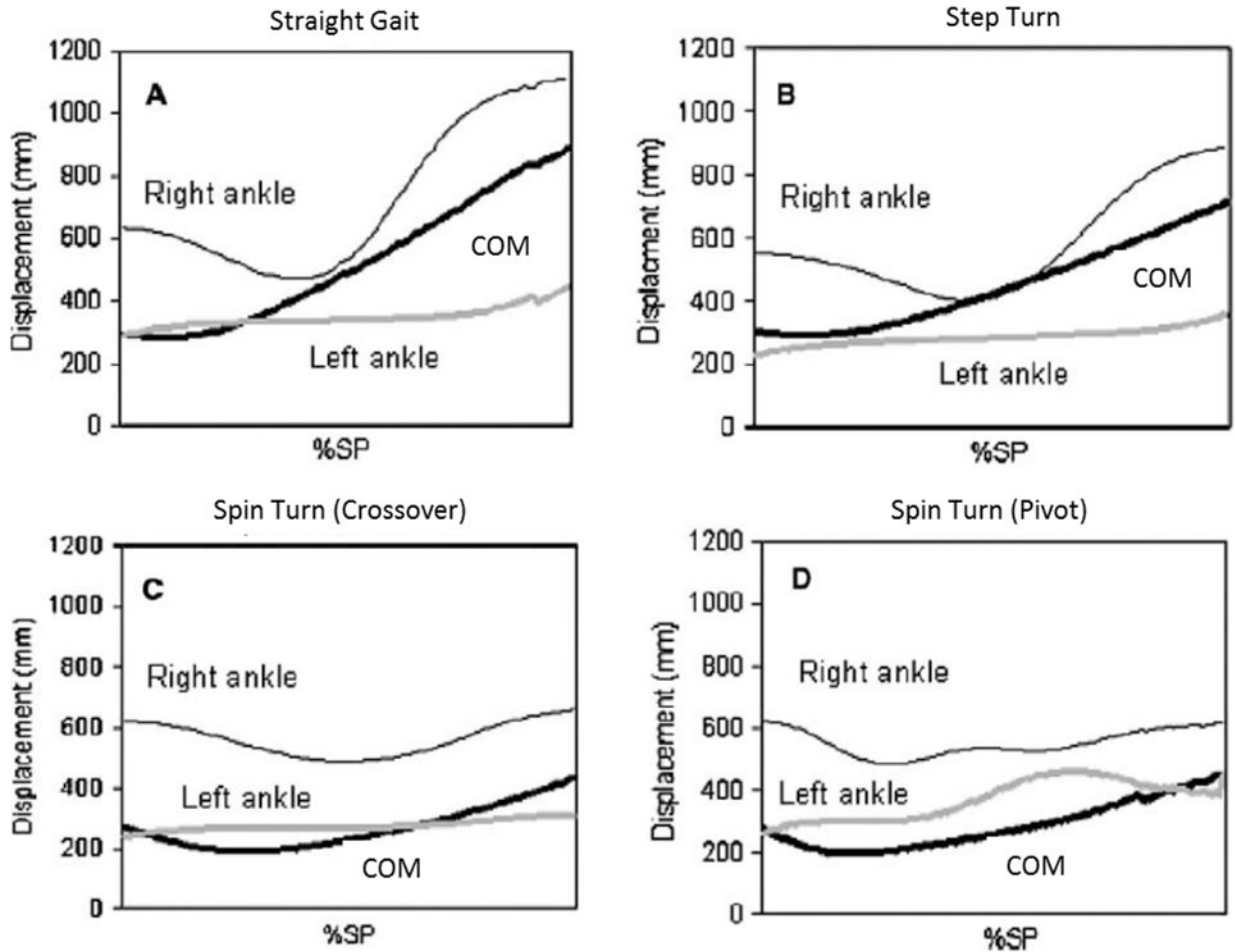 Straight Gait
1200
1000
800
600
400
200
0
Displacement (mm)
A
Right ankle
COM
Left ankle
%SP
Step Turn
1200
1000
800
600
400
200
0
Displacmemt (mm)
B
Right ankle
COM
Left ankle
%SP
Spin Turn (Crossover)
1200
1000
800
600
400
200
0
Displacement (mm)
C
Right ankle
Left ankle
COM
%SP
Spin Turn (Pivot)
1200
1000
800
600
400
200
0
Displacement (mm)
D
Right ankle
Left ankle
COM
%SP